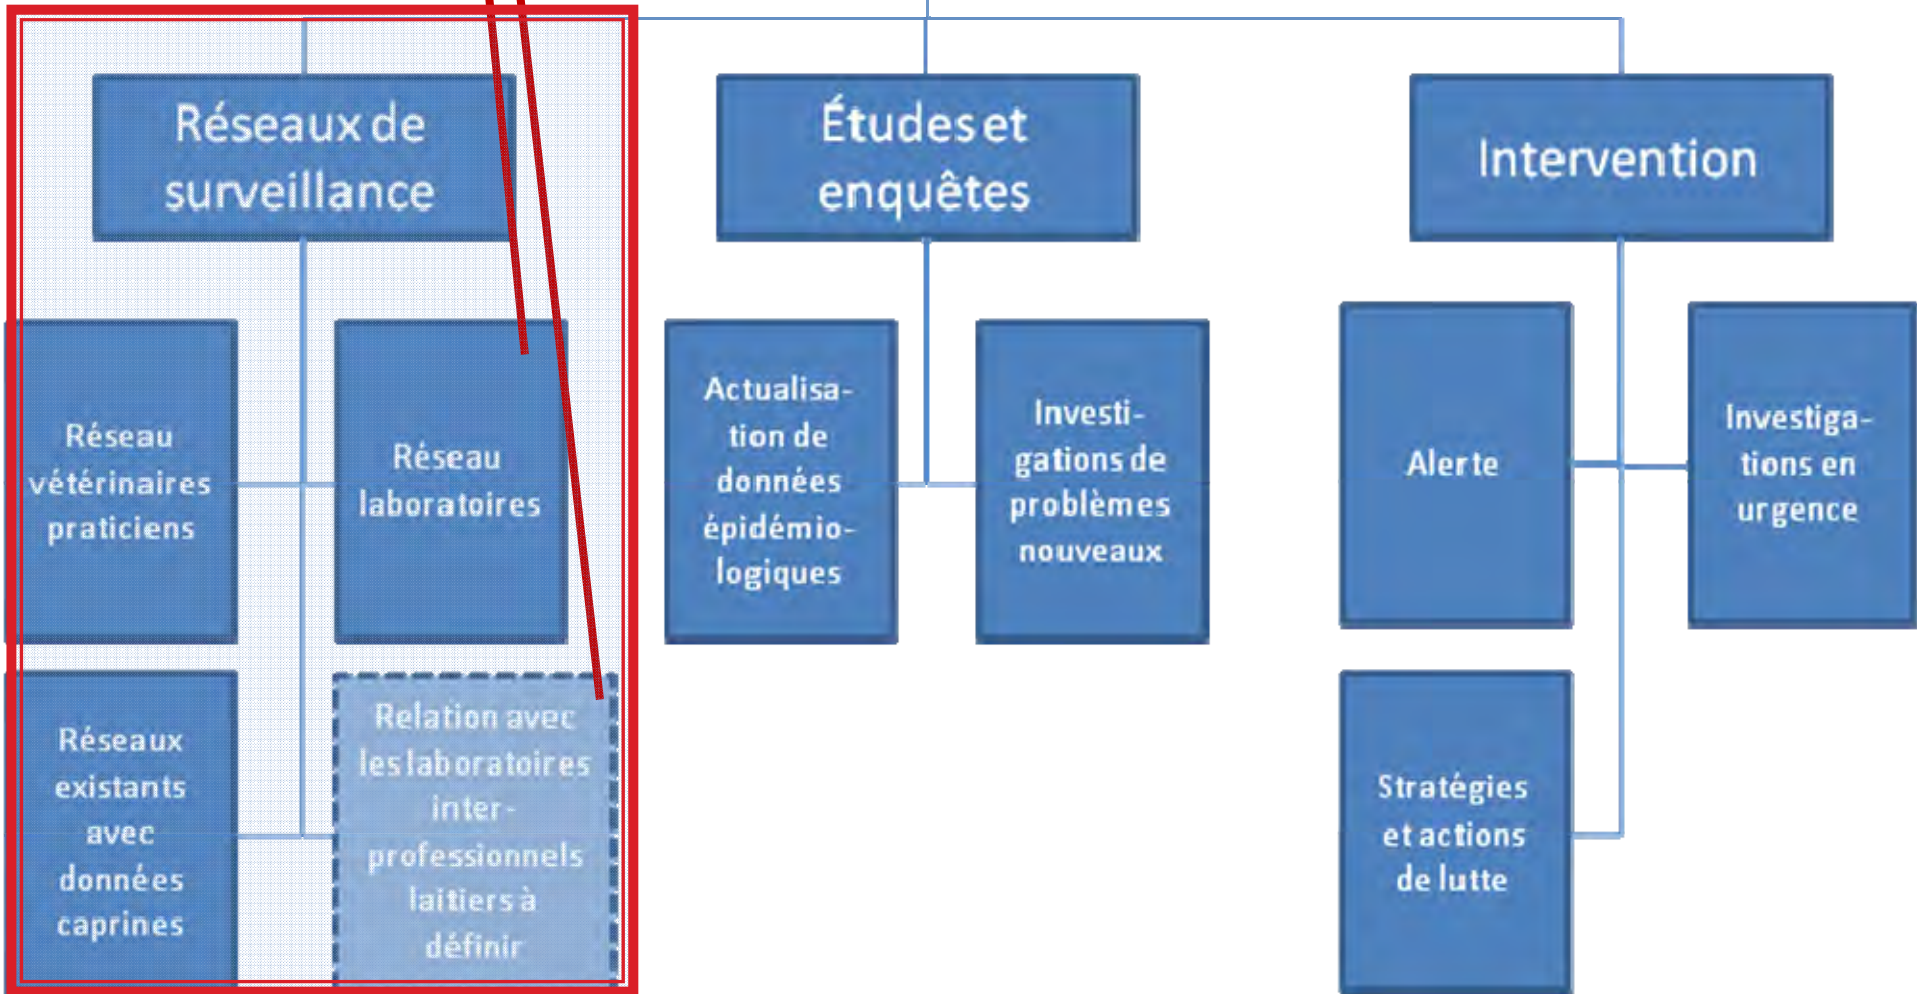 Réseaux de
surveillance
Études et
enquêtes
Intervention
Réseau
vétérinaires
praticiens
Réseau
laboratoires
Actualisa-
tion de
données
épidémio-
logiques
Investi-
gations de
problèmes
nouveaux
Alerte
Investiga-
tions en
urgence
Réseaux
existants
avec
données
caprines
Relation avec
les laboratoires
inter-
professionnels
laitiers à
définir
Stratégies
et actions
de lutte